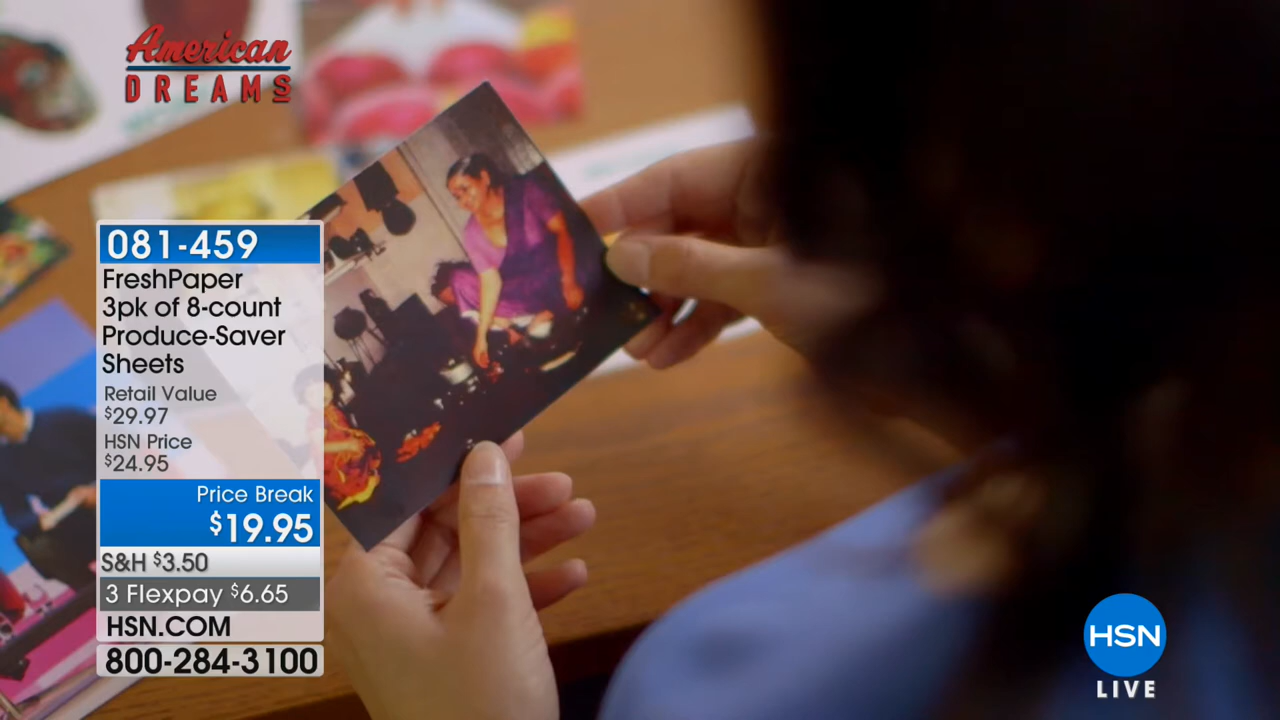 American
DREAMS
081-459
FreshPaper
3pk of 8-count
Produce-Saver
Sheets
Retail Value
$29.97
HSN Price
$24.95
Price Break
$19.95
S&H $3.50
3 Flexpay $6.65
HSN.COM
800-284-3100
HSN
LIVE